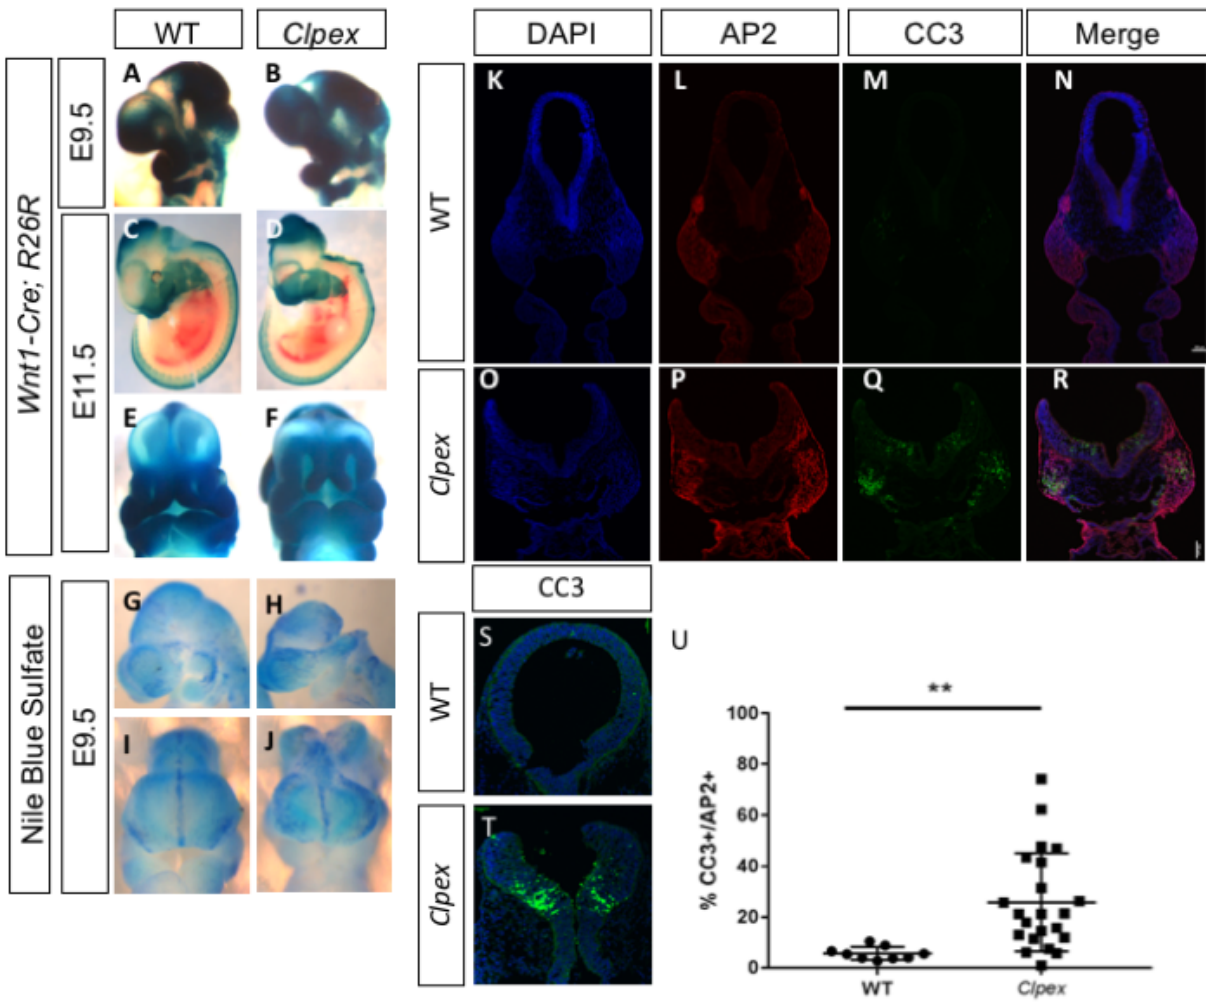 WT
Clpex
DAPI
AP2
CC3
Merge
Wnt1-Cre; R26R
E9.5
A
B
E11.5
C
D
E
F
Nile Blue Sulfate
E9.5
G
H
I
J
WT
K
L
M
N
Clpex
O
P
Q
R
CC3
WT
S
Clpex
T
U
**
% CC3+/AP2+
100
80
60
40
20
0
WT
Clpex